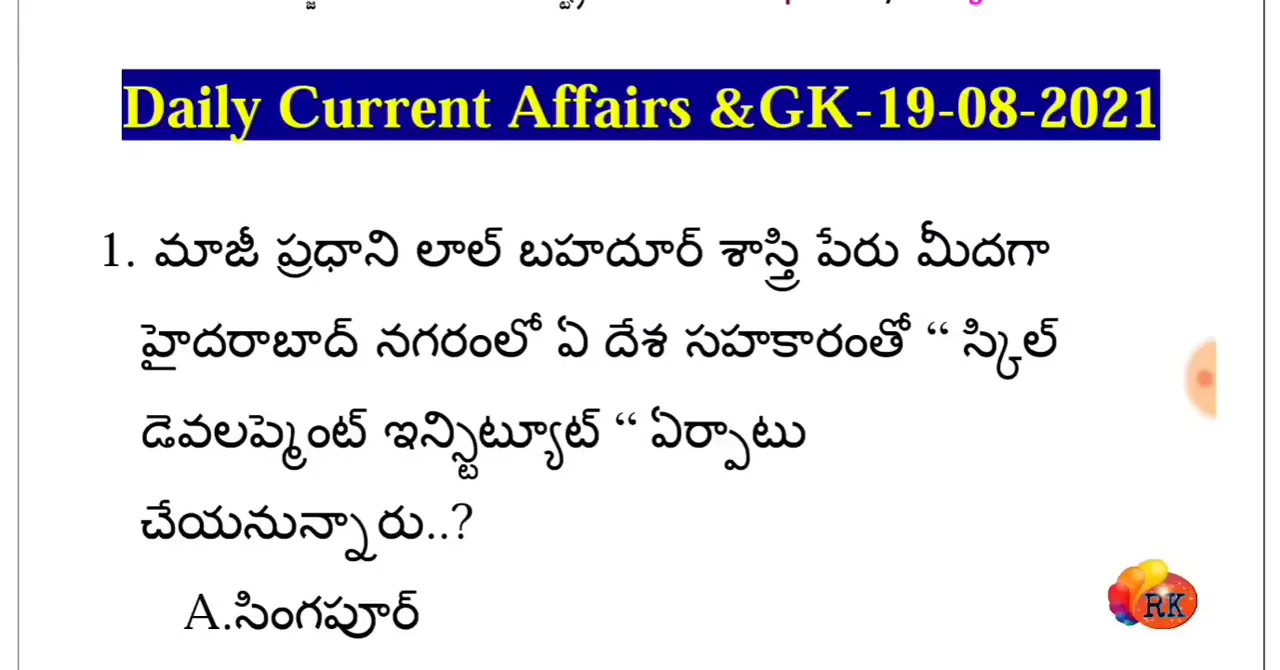 Daily Current Affairs &GK-19-08-2021
1. మాజీ ప్రధాని లాల్ బహదూర్ శాస్త్రి పేరు మీదగా
హైదరాబాద్ నగరంలో ఏ దేశ సహకారంతో “ స్కిల్
డెవలప్మెంట్ ఇన్స్టిట్యూట్ “ ఏర్పాటు
చేయనున్నారు..?
A.సింగపూర్
RK